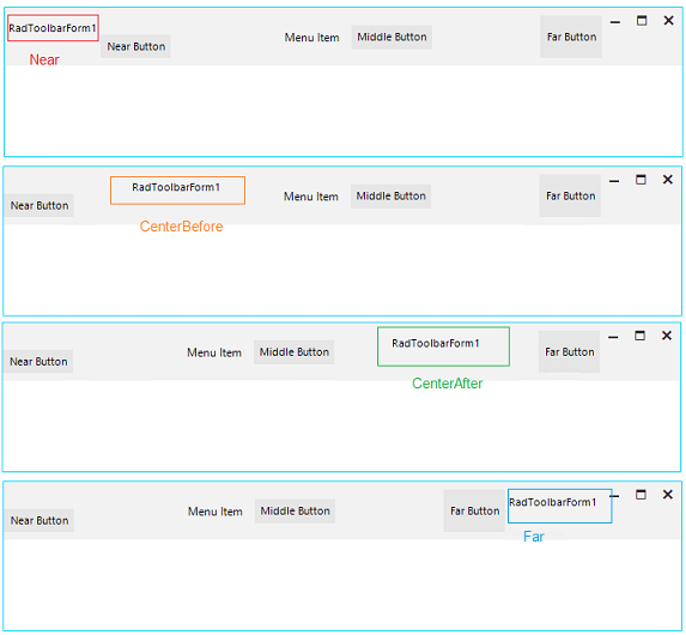 RadToolbarForm1
Near Button
Menu Item
Middle Button
Far Button
Near
RadToolbarForm1
Near Button
Menu Item
Middle Button
Far Button
CenterBefore
Near Button
Menu Item
Middle Button
RadToolbarForm1
Far Button
CenterAfter
Near Button
Menu Item
Middle Button
Far Button
RadToolbarForm1
Far